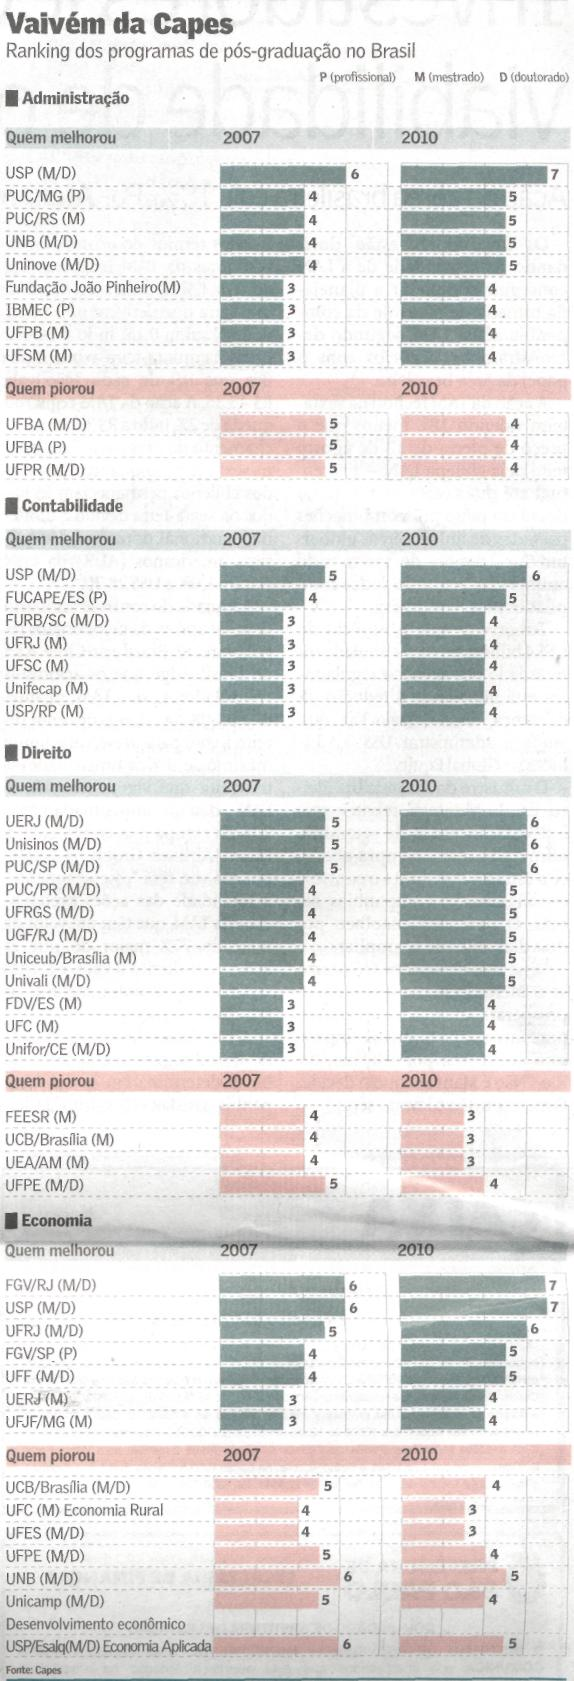 Vaivém da Capes
Ranking dos programas de pós-graduação no Brasil
P (profissional) M (mestrado) D (doutorado)
Administração
Quem melhorou 2007 2010
USP (M/D) 6 7
PUC/MG (P) 4 5
PUC/RS (M) 4 5
UNB (M/D) 4 5
Uninove (M/D) 4 5
Fundação João Pinheiro(M) 3 4
IBMEC (P) 3 4
UFPB (M) 3 4
UFSM (M) 3 4
Quem piorou 2007 2010
UFBA (M/D) 5 4
UFBA (P) 5 4
UFPR (M/D) 5 4
Contabilidade
Quem melhorou 2007 2010
USP (M/D) 5 6
FUCAPE/ES (P) 4 5
FURB/SC (M/D) 3 4
UFRJ (M) 3 4
UFSC (M) 3 4
Unifecap (M) 3 4
USP/RP (M) 3 4
Direito
Quem melhorou 2007 2010
UERJ (M/D) 5 6
Unisinos (M/D) 5 6
PUC/SP (M/D) 5 6
PUC/PR (M/D) 4 5
UFRGS (M/D) 4 5
UGF/RJ (M/D) 4 5
Uniceub/Brasília (M) 4 5
Univali (M/D) 4 5
FDV/ES (M) 3 4
UFC (M) 3 4
Unifor/CE (M/D) 3 4
Quem piorou 2007 2010
FEESR (M) 4 3
UCB/Brasília (M) 4 3
UEA/AM (M) 4 3
UFPE (M/D) 5 4
Economia
Quem melhorou 2007 2010
FGV/RJ (M/D) 6 7
USP (M/D) 6 7
UFRJ (M/D) 5 6
FGV/SP (P) 4 5
UFF (M/D) 4 5
UERJ (M) 3 4
UFJF/MG (M) 3 4
Quem piorou 2007 2010
UCB/Brasília (M/D) 5 4
UFC (M) Economia Rural 4 3
UFES (M/D) 4 3
UFPE (M/D) 5 4
UNB (M/D) 6 5
Unicamp (M/D) 5 4
Desenvolvimento econômico
USP/Esalq(M/D) Economia Aplicada 6 5
Fonte: Capes